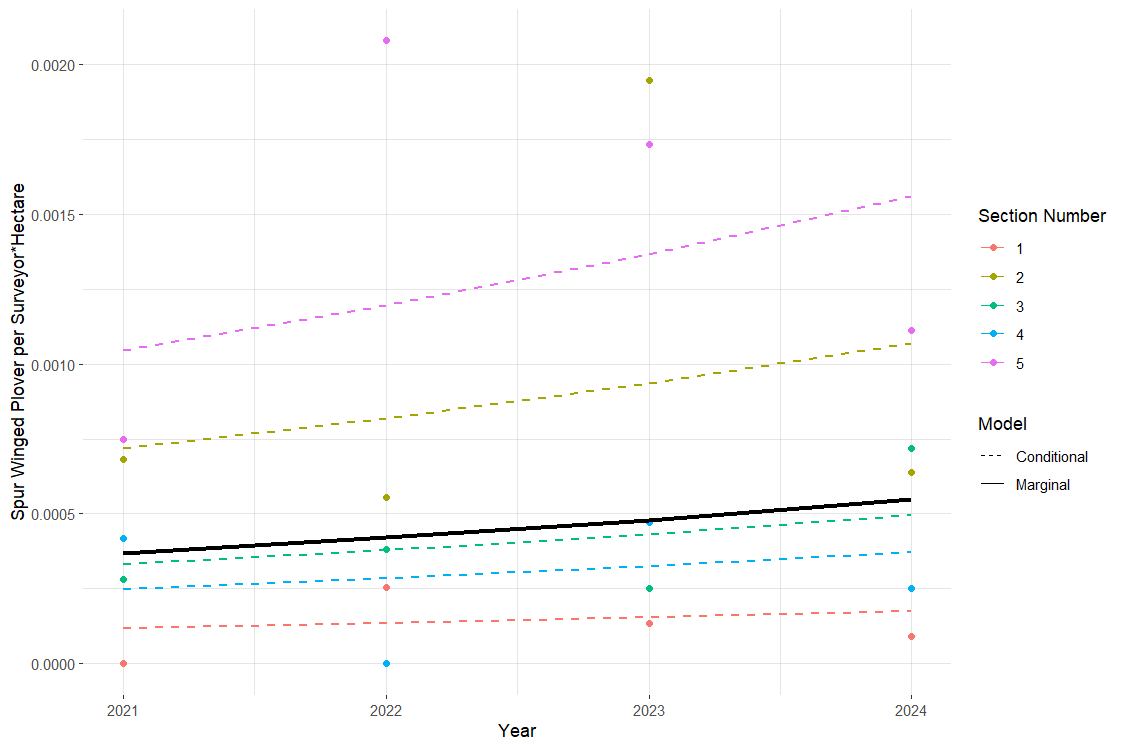 0.0020
0.0015
0.0010
0.0005
0.0000
Spur Winged Plover per Surveyor*Hectare
2021 2022 2023 2024
Year
Section Number
1
2
3
4
5
Model
Conditional
Marginal